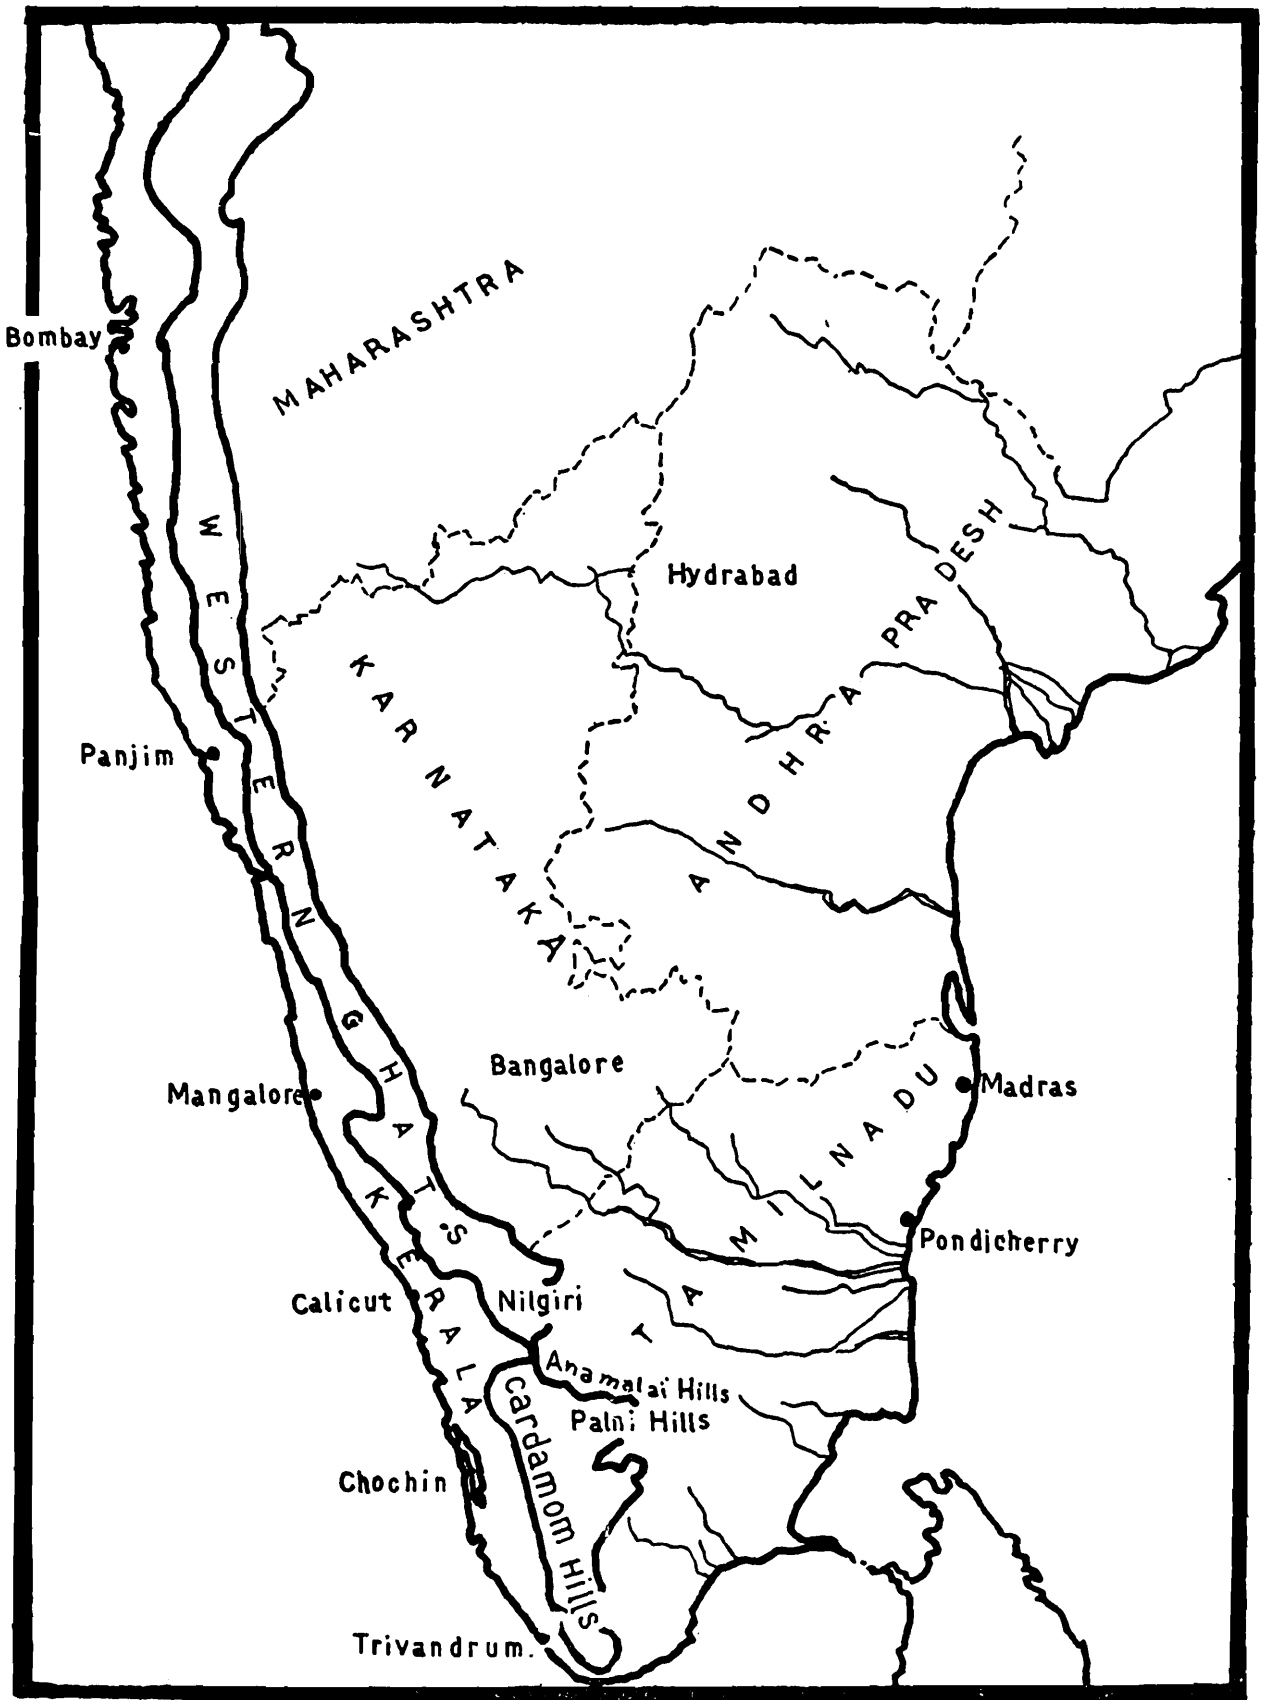 MAHARASHTRA
Bombay
WESTERN GHATS
Hydrabad
ANDHRA PRADESH
KARNATAKA
Panjim
Bangalore
Mangalore
Madras
TAMILNADU
Pondicherry
KERALA
Calicut
Nilgiri
Anamalai Hills
Palni Hills
Cardamom Hills
Chochin
Trivandrum.